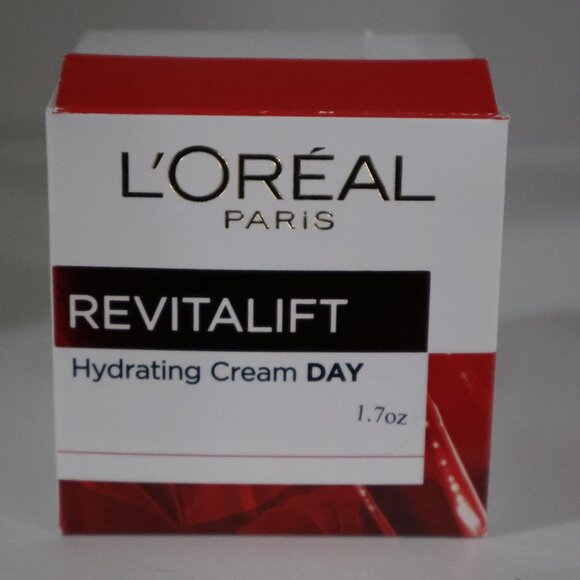 L'ORÉAL
PARiS
REVITALIFT
Hydrating Cream DAY
1.7oz